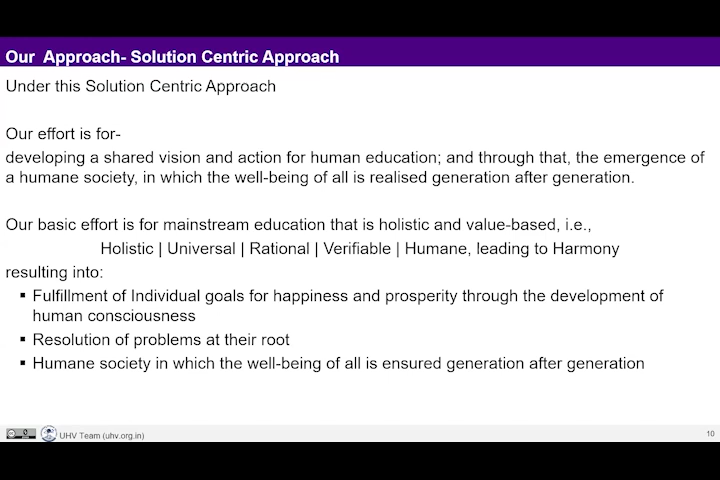 Our Approach- Solution Centric Approach
Under this Solution Centric Approach
Our effort is for-
developing a shared vision and action for human education; and through that, the emergence of
a humane society, in which the well-being of all is realised generation after generation.
Our basic effort is for mainstream education that is holistic and value-based, i.e.,
Holistic | Universal | Rational | Verifiable | Humane, leading to Harmony
resulting into:
▪ Fulfillment of Individual goals for happiness and prosperity through the development of
human consciousness
▪ Resolution of problems at their root
▪ Humane society in which the well-being of all is ensured generation after generation
UHV Team (uhv.org.in)
10